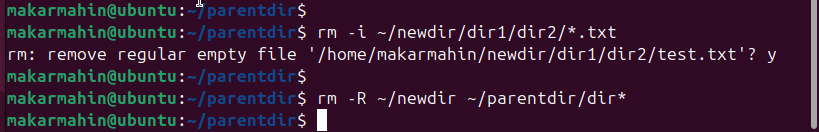 makarmahin@ubuntu:~/parentdir$
makarmahin@ubuntu:~/parentdir$ rm -i ~/newdir/dir1/dir2/*.txt
rm: remove regular empty file '/home/makarmahin/newdir/dir1/dir2/test.txt'? y
makarmahin@ubuntu:~/parentdir$
makarmahin@ubuntu:~/parentdir$ rm -R ~/newdir ~/parentdir/dir*
makarmahin@ubuntu:~/parentdir$